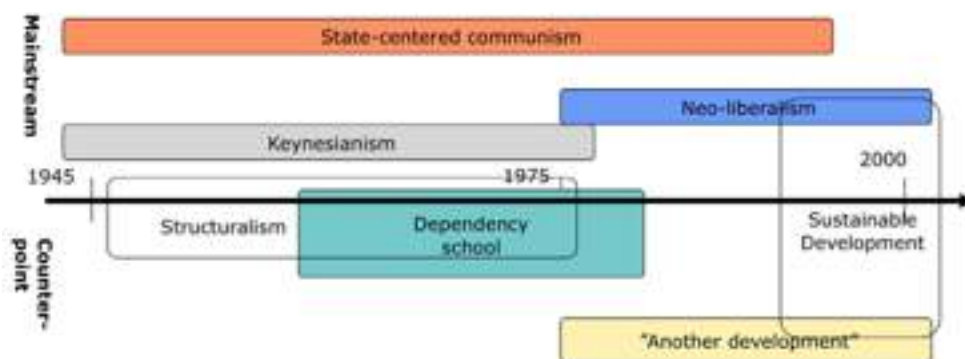 Mainstream
State-centered communism
Neo-liberalism
Keynesianism
1945
1975
2000
Structuralism
Dependency
school
Sustainable
Development
Counter-
point
"Another development"